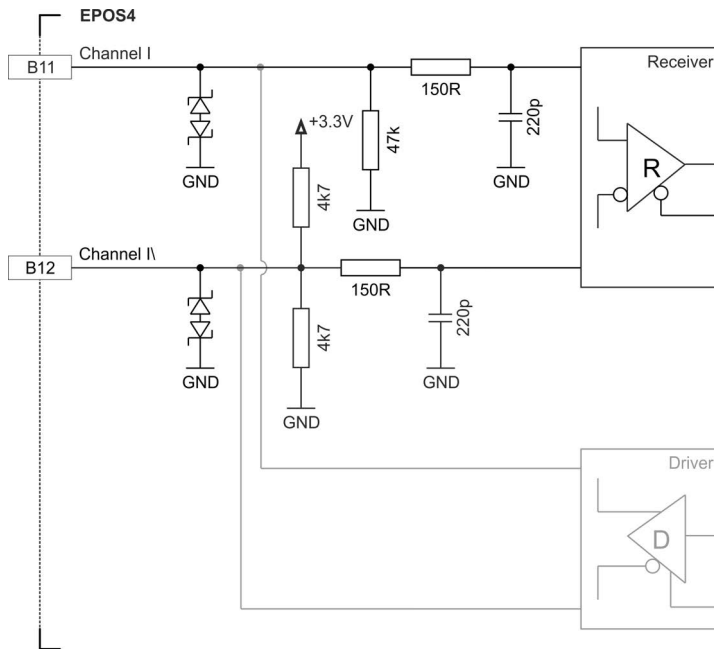 EPOS4
B11
Channel I
Receiver
150R
+3.3V
47k
220p
GND
GND
GND
4k7
R
B12
Channel I\
150R
4k7
220p
GND
GND
GND
Driver
D